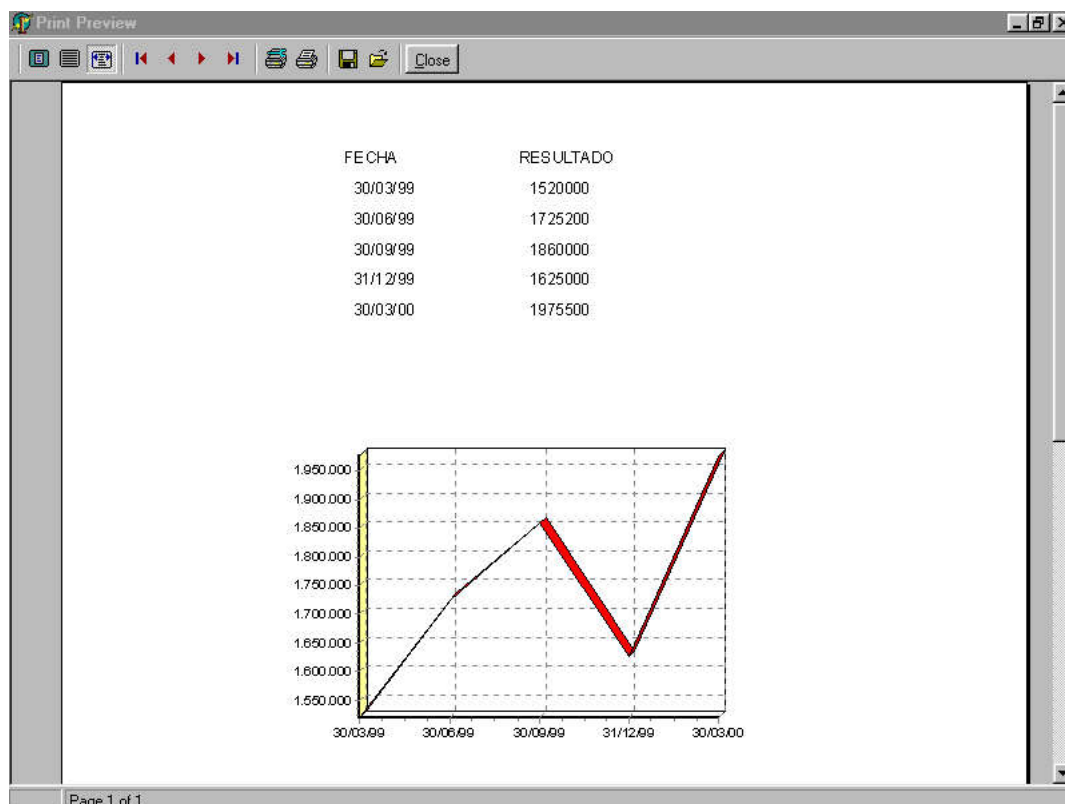 Print Preview
Close
FECHA RESULTADO
30/03/99 1520000
30/06/99 1725200
30/09/99 1860000
31/12/99 1625000
30/03/00 1975500
1.950.000
1.900.000
1.850.000
1.800.000
1.750.000
1.700.000
1.650.000
1.600.000
1.550.000
30/03/99 30/06/99 30/09/99 31/12/99 30/03/00
Page 1 of 1